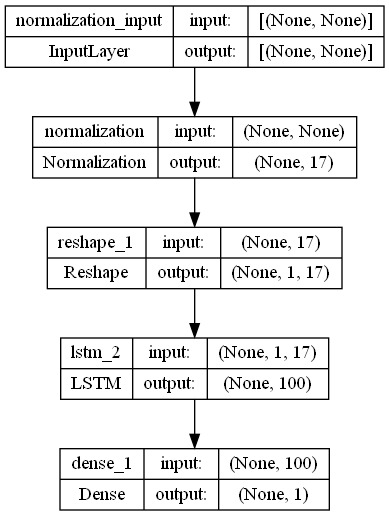 normalization_input input: [(None, None)]
InputLayer output: [(None, None)]
normalization input: (None, None)
Normalization output: (None, 17)
reshape_1 input: (None, 17)
Reshape output: (None, 1, 17)
lstm_2 input: (None, 1, 17)
LSTM output: (None, 100)
dense_1 input: (None, 100)
Dense output: (None, 1)